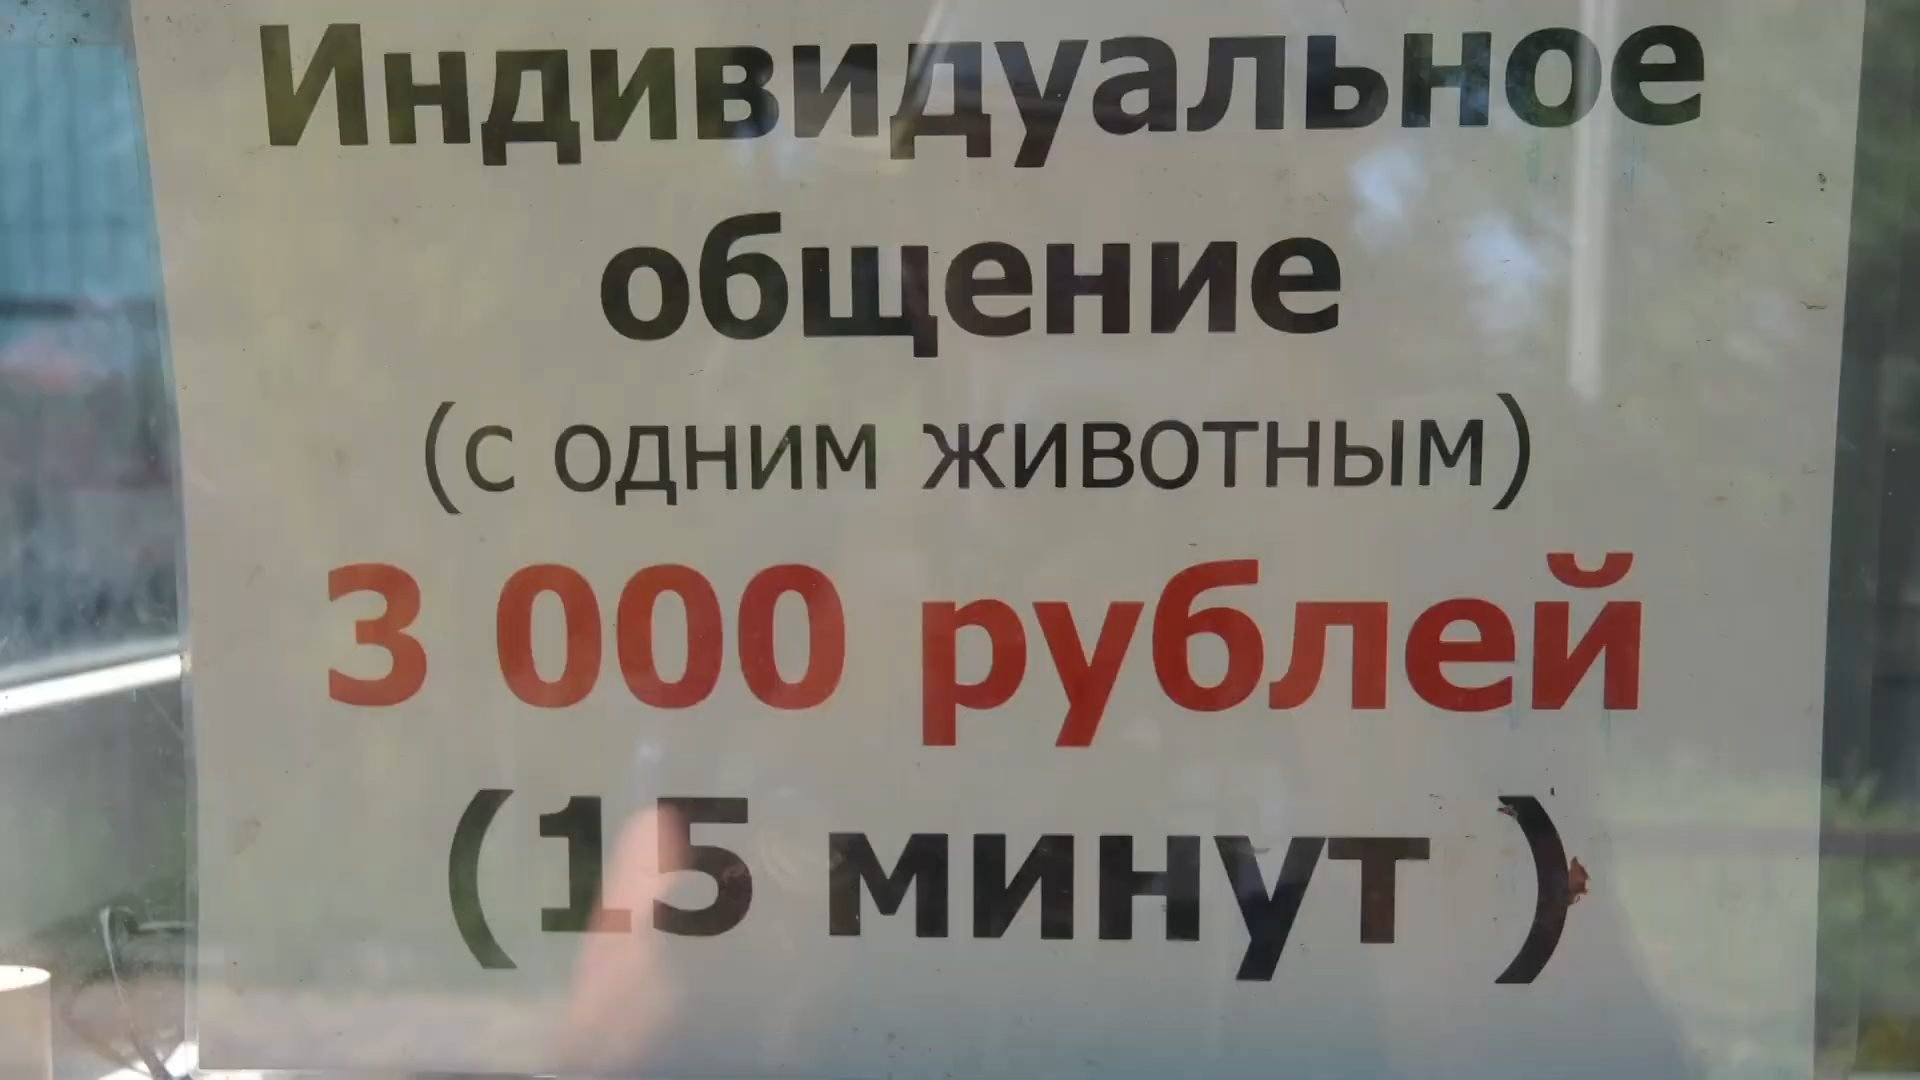 Индивидуальное
общение
(с одним животным)
3 000 рублей
(15 минут )